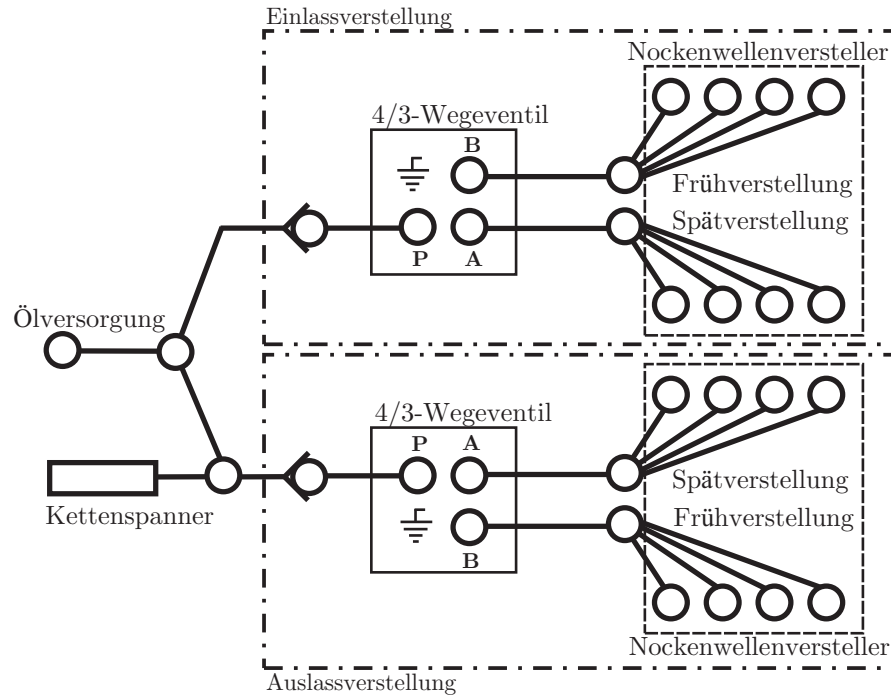 Einlassverstellung
Nockenwellenversteller
4/3-Wegeventil
B
Frühverstellung
Spätverstellung
P A
Ölversorgung
4/3-Wegeventil
P A
Spätverstellung
Kettenspanner
Frühverstellung
B
Nockenwellenversteller
Auslassverstellung